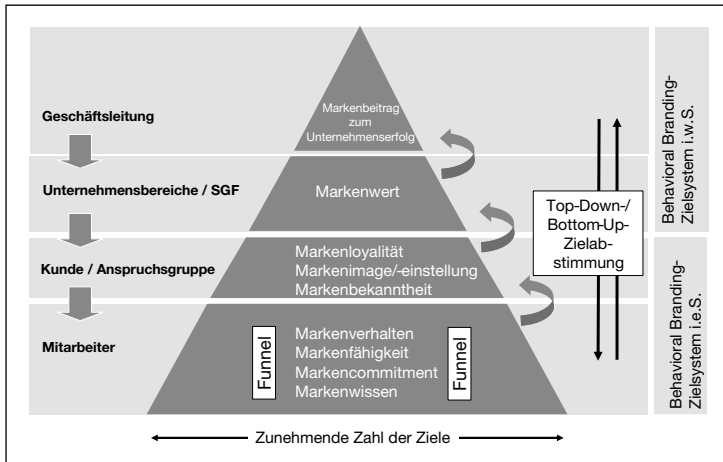 Geschäftsleitung
Markenbeitrag
zum
Unternehmenserfolg
Unternehmensbereiche / SGF
Markenwert
Kunde / Anspruchsgruppe
Markenloyalität
Markenimage/-einstellung
Markenbekanntheit
Mitarbeiter
Funnel
Markenverhalten
Markenfähigkeit
Markencommitment
Markenwissen
Funnel
Top-Down-/
Bottom-Up-
Zielab-
stimmung
Behavioral Branding-
Zielsystem i.w.S.
Behavioral Branding-
Zielsystem i.e.S.
Zunehmende Zahl der Ziele